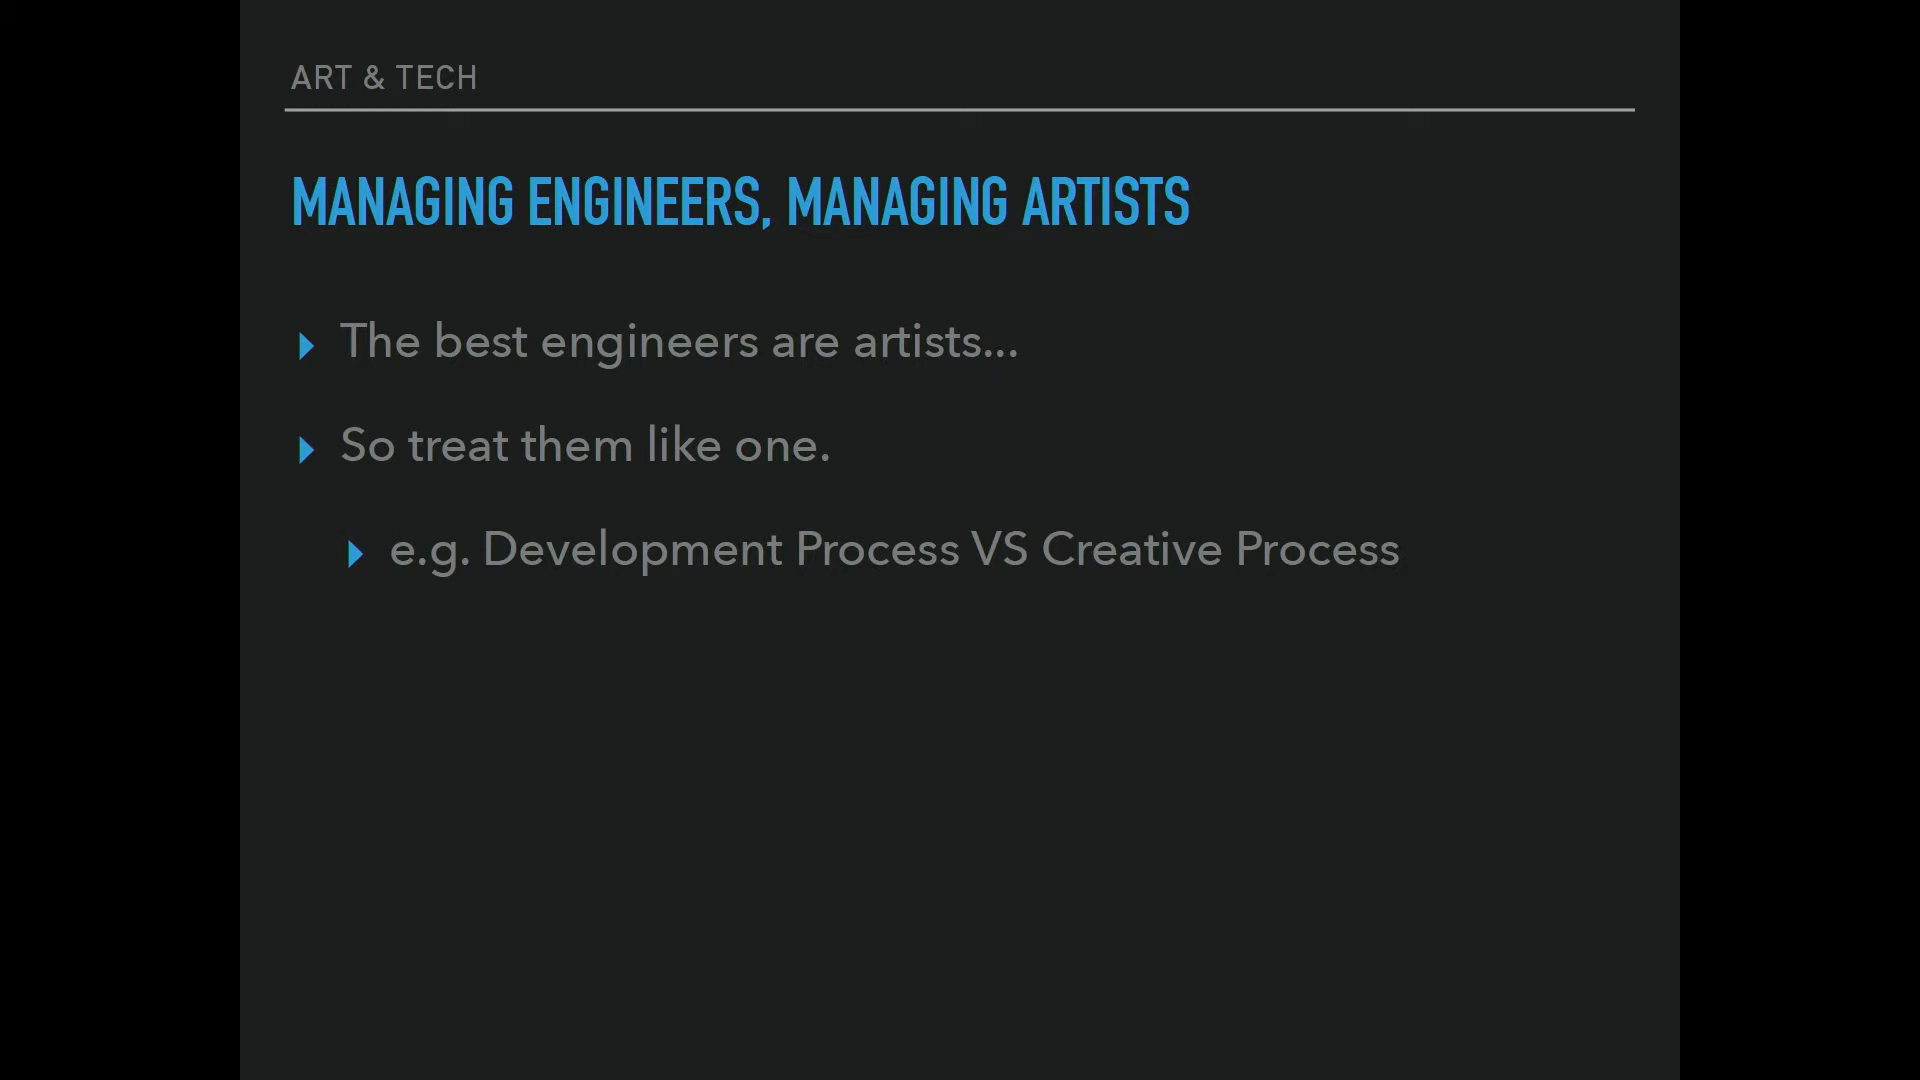 ART & TECH
MANAGING ENGINEERS, MANAGING ARTISTS
The best engineers are artists...
So treat them like one.
e.g. Development Process VS Creative Process